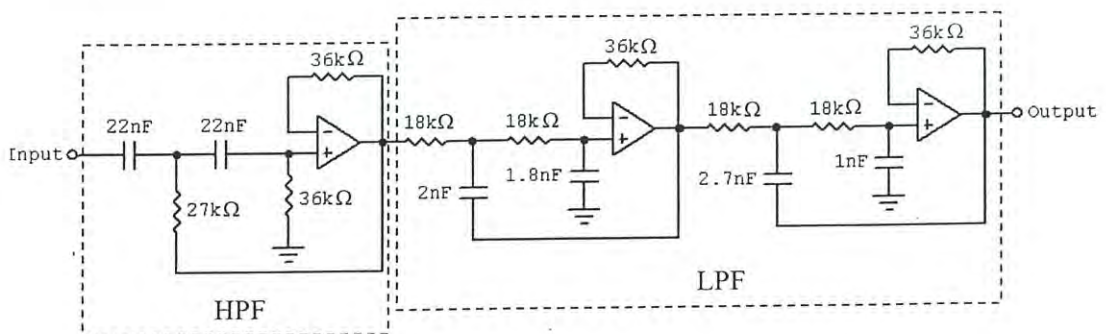 36kΩ
22nF
22nF
Input
27kΩ
36kΩ
HPF
36kΩ
18kΩ
18kΩ
2nF
1.8nF
36kΩ
18kΩ
18kΩ
2.7nF
1nF
Output
LPF